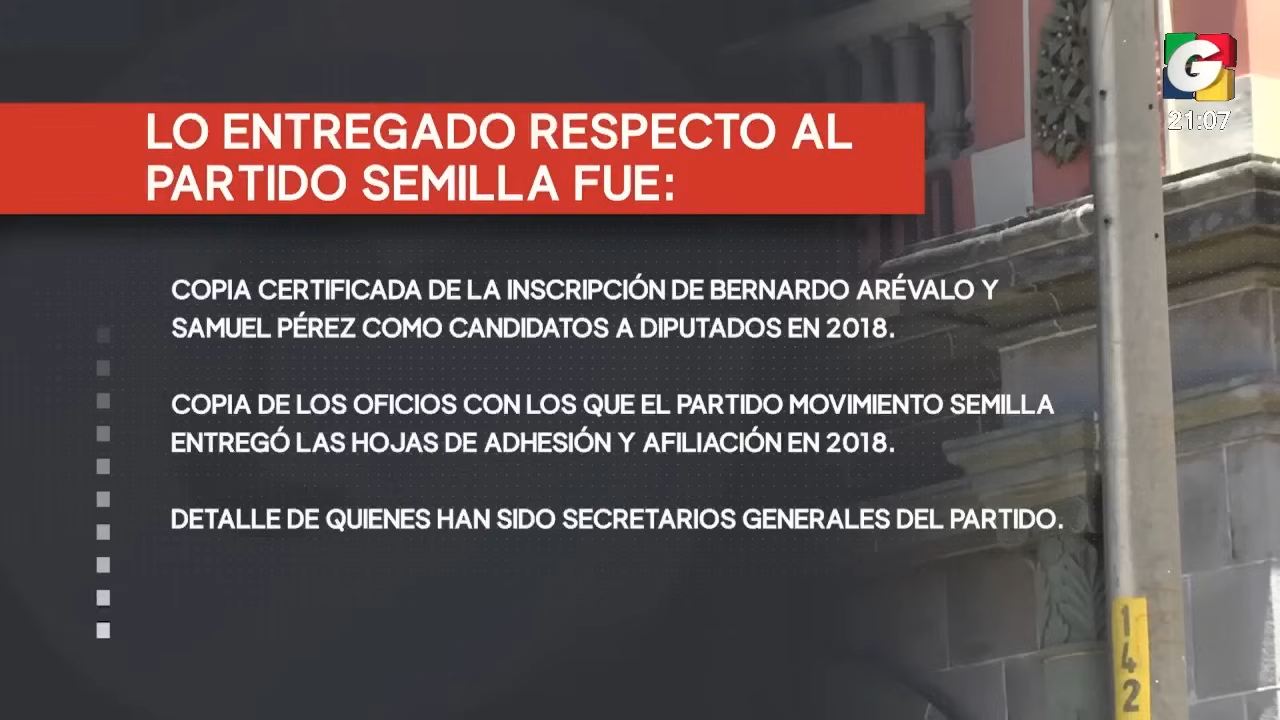 G
21:07
LO ENTREGADO RESPECTO AL
PARTIDO SEMILLA FUE:
COPIA CERTIFICADA DE LA INSCRIPCIÓN DE BERNARDO ARÉVALO Y
SAMUEL PÉREZ COMO CANDIDATOS A DIPUTADOS EN 2018.
COPIA DE LOS OFICIOS CON LOS QUE EL PARTIDO MOVIMIENTO SEMILLA
ENTREGÓ LAS HOJAS DE ADHESIÓN Y AFILIACIÓN EN 2018.
DETALLE DE QUIENES HAN SIDO SECRETARIOS GENERALES DEL PARTIDO.
142